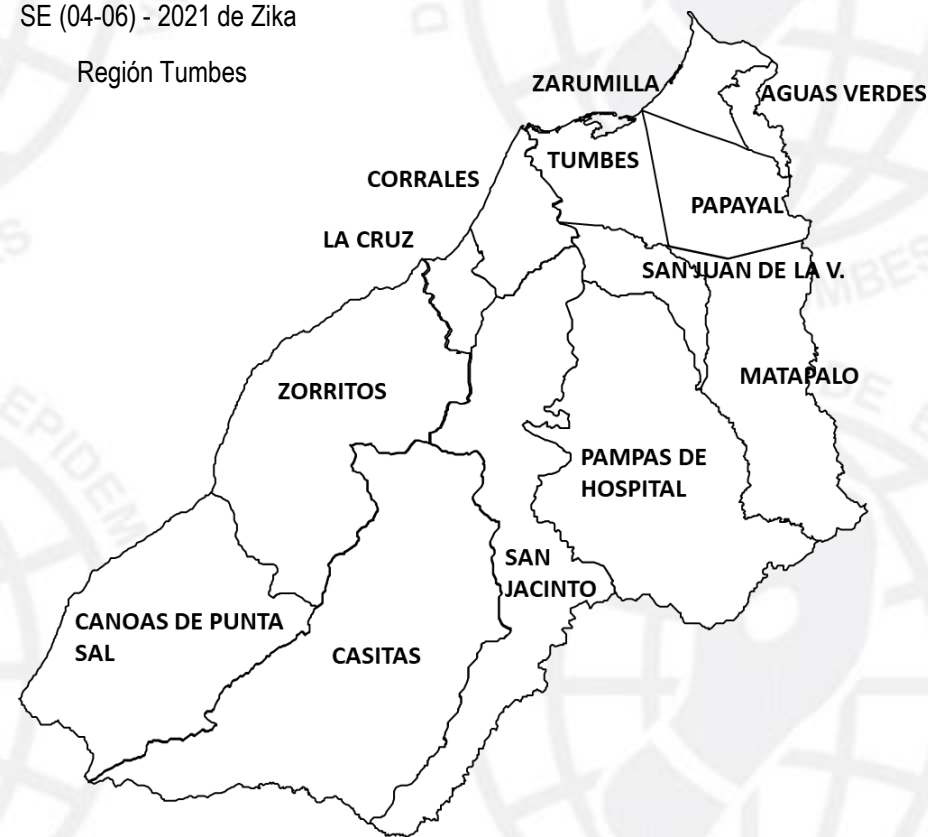 SE (04-06) - 2021 de Zika
Región Tumbes
ZARUMILLA
AGUAS VERDES
TUMBES
CORRALES
PAPAYAL
LA CRUZ
SAN JUAN DE LA V.
MATAPALO
ZORRITOS
PAMPAS DE
HOSPITAL
SAN
JACINTO
CANOAS DE PUNTA
SAL
CASITAS